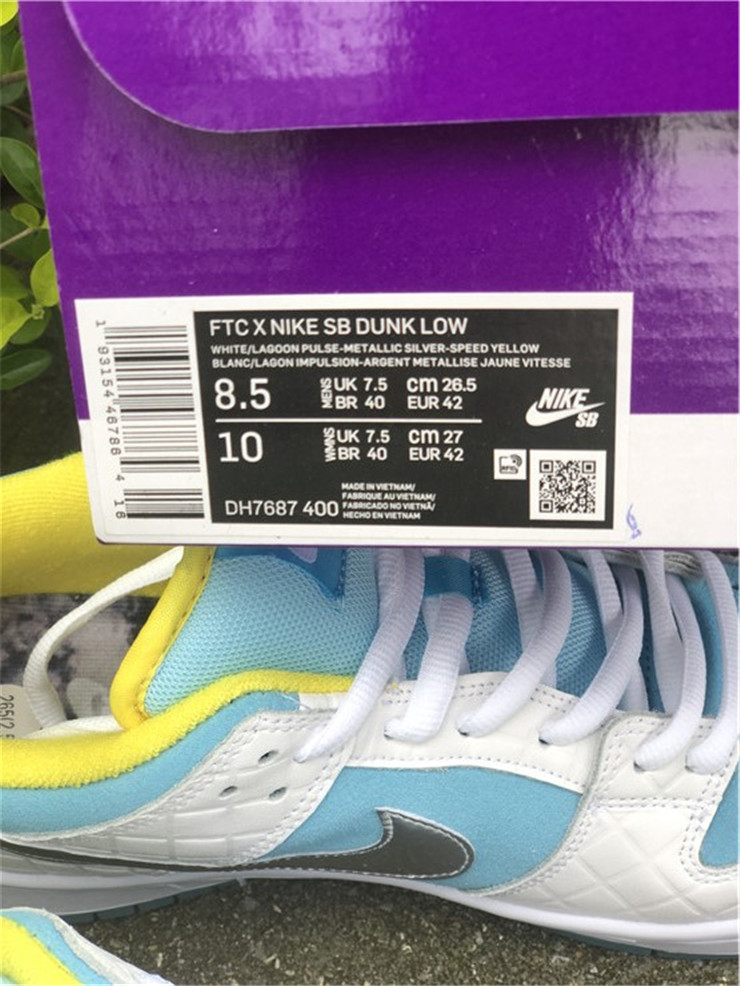 FTC X NIKE SB DUNK LOW
WHITE/LAGOON PULSE-METALLIC SILVER-SPEED YELLOW
BLANC/LAGON IMPULSION-ARGENT METALLISE JAUNE VITESSE
8.5 MENS UK 7.5 cm 26.5
BR 40 EUR 42
10 WMNS UK 7.5 cm 27
BR 40 EUR 42
NIKE
SB
DH7687 400
MADE IN VIETNAM/
FABRIQUE AU VIETNAM/
FABRICADO NO VIETNÃ/
HECHO EN VIETNAM
1 93154 46786 4 16